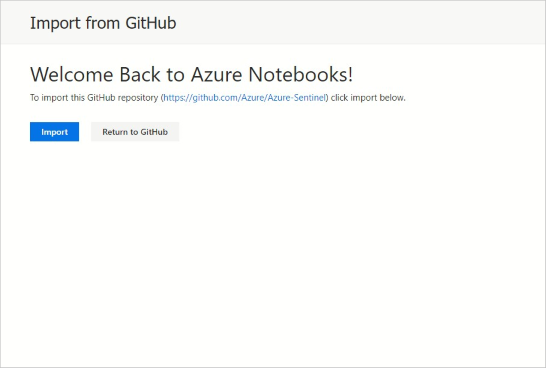 Import from GitHub
Welcome Back to Azure Notebooks!
To import this GitHub repository (https://github.com/Azure/Azure-Sentinel) click import below.
Import Return to GitHub